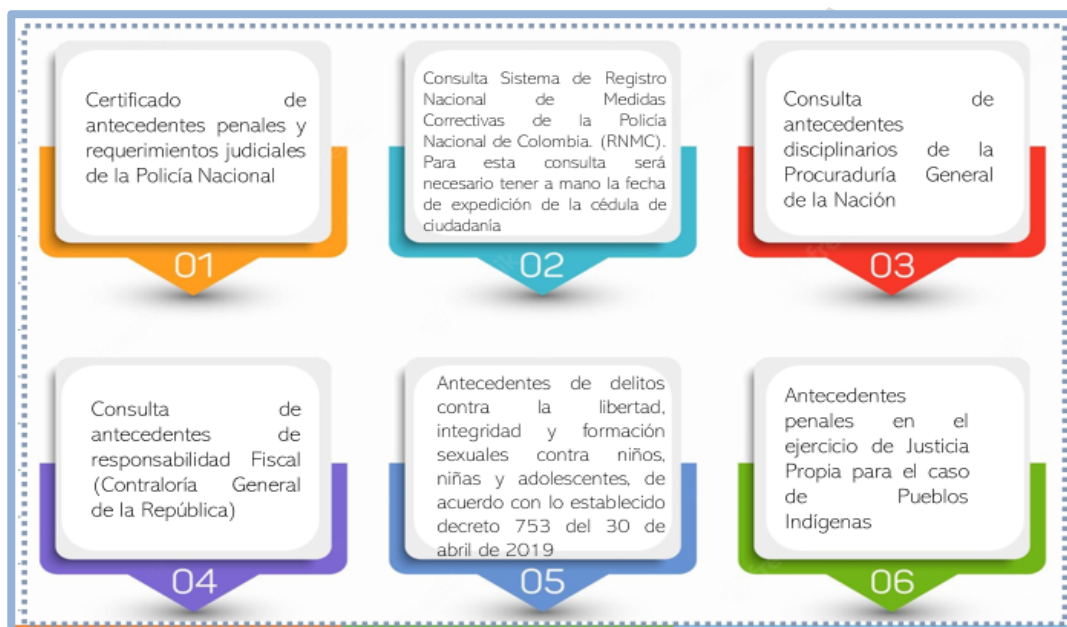 Certificado de
antecedentes penales y
requerimientos judiciales
de la Policía Nacional
01
Consulta Sistema de Registro
Nacional de Medidas
Correctivas de la Policía
Nacional de Colombia. (RNMC).
Para esta consulta será
necesario tener a mano la fecha
de expedición de la cédula de
ciudadanía
02
Consulta de
antecedentes
disciplinarios de la
Procuraduría General
de la Nación
03
Consulta de
antecedentes de
responsabilidad Fiscal
(Contraloría General
de la República)
04
Antecedentes de delitos
contra la libertad,
integridad y formación
sexuales contra niños,
niñas y adolescentes, de
acuerdo con lo establecido
decreto 753 del 30 de
abril de 2019
05
Antecedentes
penales en el
ejercicio de Justicia
Propia para el caso
de Pueblos
Indígenas
06